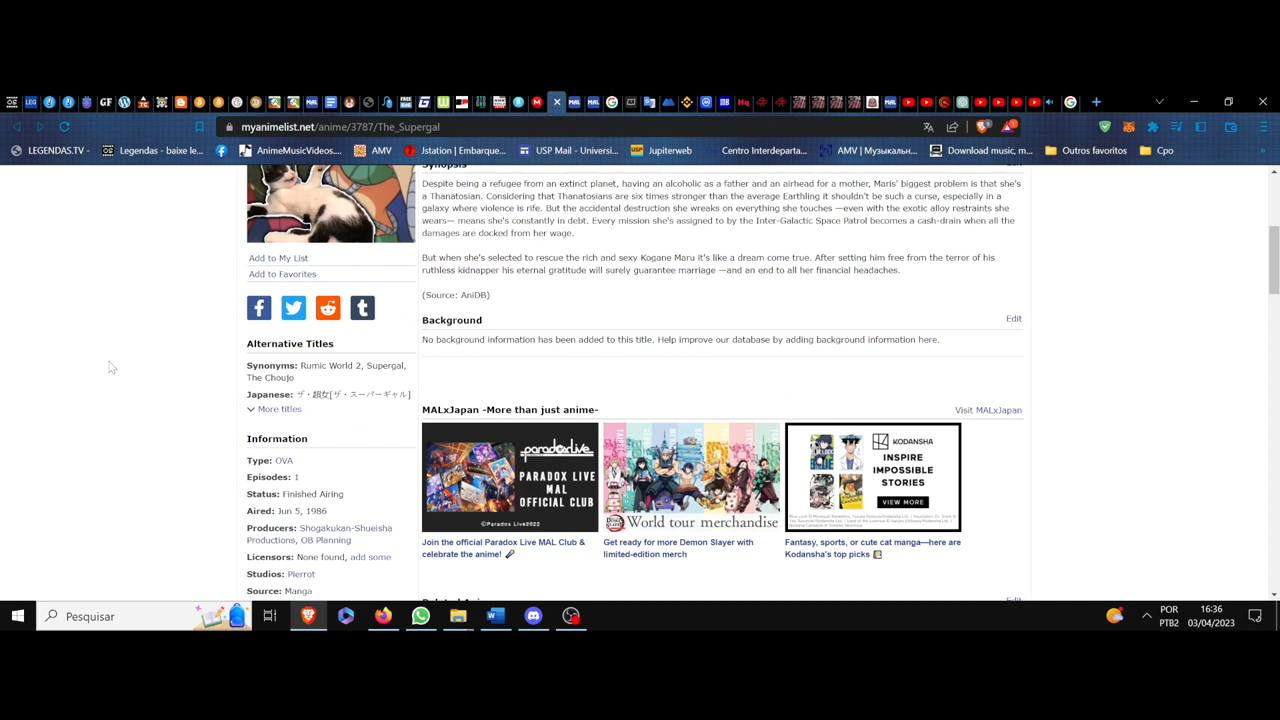 myanimelist.net/anime/3787/The_Supergal
LEGENDAS.TV -
Legendas - baixe le...
AnimeMusicVideos....
AMV
Jstation | Embarque...
USP Mail - Universi...
Jupiterweb
Centro Interdeparta...
AMV | Музыкальн...
Download music, m...
Outros favoritos
Cpo
Synopsis
Despite being a refugee from an extinct planet, having an alcoholic as a father and an airhead for a mother, Maris' biggest problem is that she's
a Thanatosian. Considering that Thanatosians are six times stronger than the average Earthling it shouldn't be such a curse, especially in a
galaxy where violence is rife. But the accidental destruction she wreaks on everything she touches —even with the exotic alloy restraints she
wears— means she's constantly in debt. Every mission she's assigned to by the Inter-Galactic Space Patrol becomes a cash-drain when all the
damages are docked from her wage.
But when she's selected to rescue the rich and sexy Kogane Maru it's like a dream come true. After setting him free from the terror of his
ruthless kidnapper his eternal gratitude will surely guarantee marriage —and an end to all her financial headaches.
(Source: AniDB)
Background
Edit
No background information has been added to this title. Help improve our database by adding background information here.
Add to My List
Add to Favorites
Alternative Titles
Synonyms: Rumic World 2, Supergal,
The Choujo
Japanese: ザ・超女[ザ・スーパーギャル]
More titles
Information
Type: OVA
Episodes: 1
Status: Finished Airing
Aired: Jun 5, 1986
Producers: Shogakukan-Shueisha
Productions, OB Planning
Licensors: None found, add some
Studios: Pierrot
Source: Manga
MALxJapan -More than just anime-
Visit MALxJapan
paradoxlive
PARADOX LIVE
MAL
OFFICIAL CLUB
©Paradox Live2022
World tour merchandise
KODANSHA
INSPIRE
IMPOSSIBLE
STORIES
VIEW MORE
Join the official Paradox Live MAL Club &
celebrate the anime!
Get ready for more Demon Slayer with
limited-edition merch
Fantasy, sports, or cute cat manga—here are
Kodansha's top picks
Edit
Pesquisar
POR
PTB2
16:36
03/04/2023